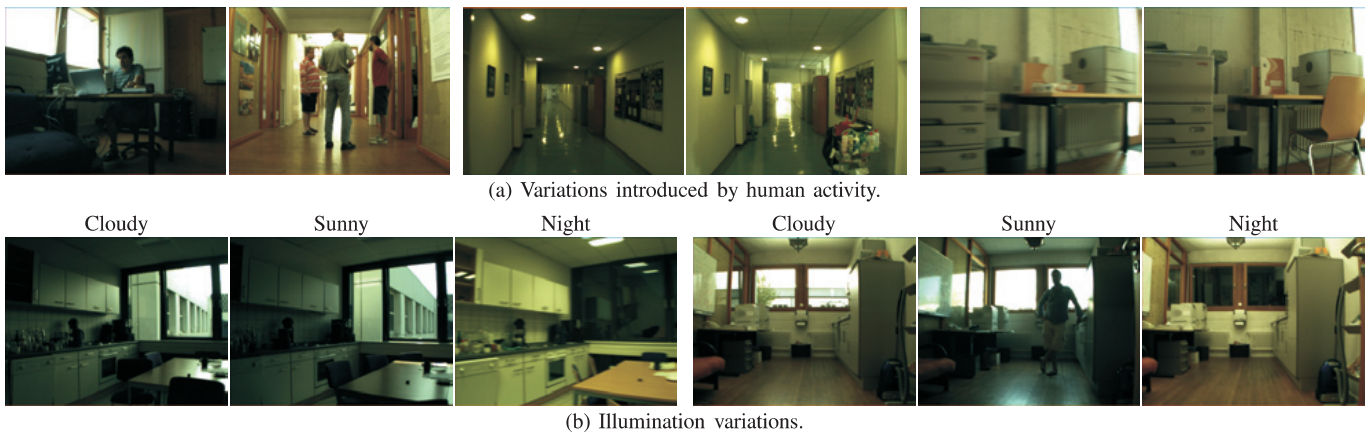 (a) Variations introduced by human activity.
Cloudy Sunny Night Cloudy Sunny Night
(b) Illumination variations.